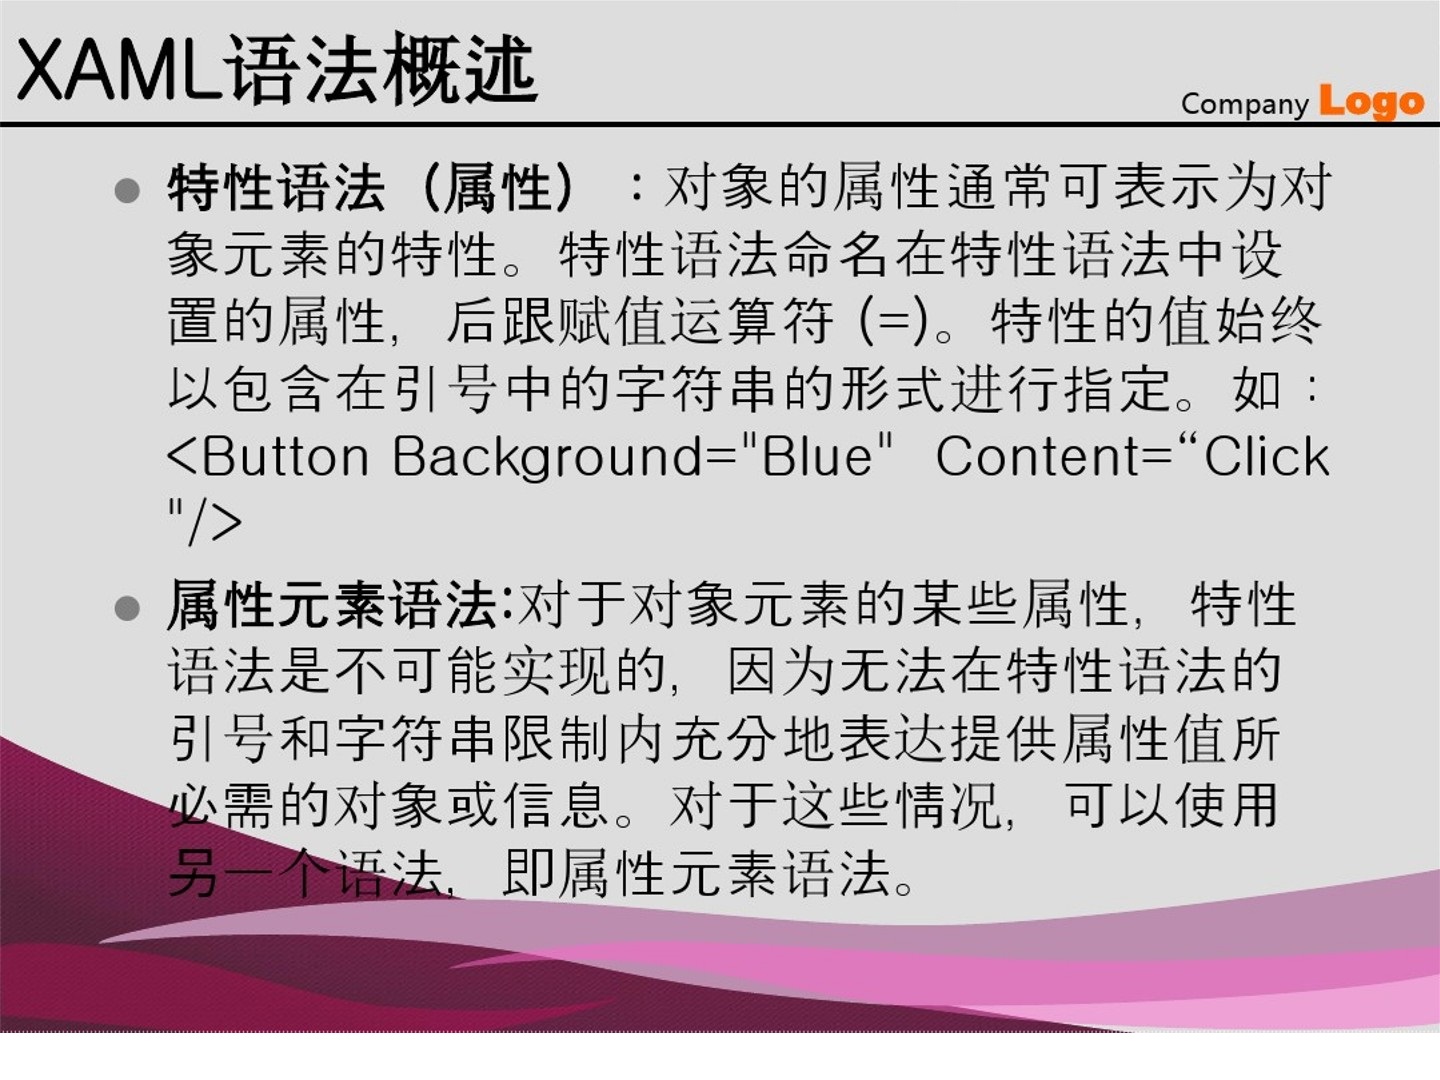 XAML语法概述
Company Logo
特性语法（属性）：对象的属性通常可表示为对
象元素的特性。特性语法命名在特性语法中设
置的属性，后跟赋值运算符 (=)。特性的值始终
以包含在引号中的字符串的形式进行指定。如：
<Button Background="Blue"  Content=“Click
"/>
属性元素语法:对于对象元素的某些属性，特性
语法是不可能实现的，因为无法在特性语法的
引号和字符串限制内充分地表达提供属性值所
必需的对象或信息。对于这些情况，可以使用
另一个语法，即属性元素语法。